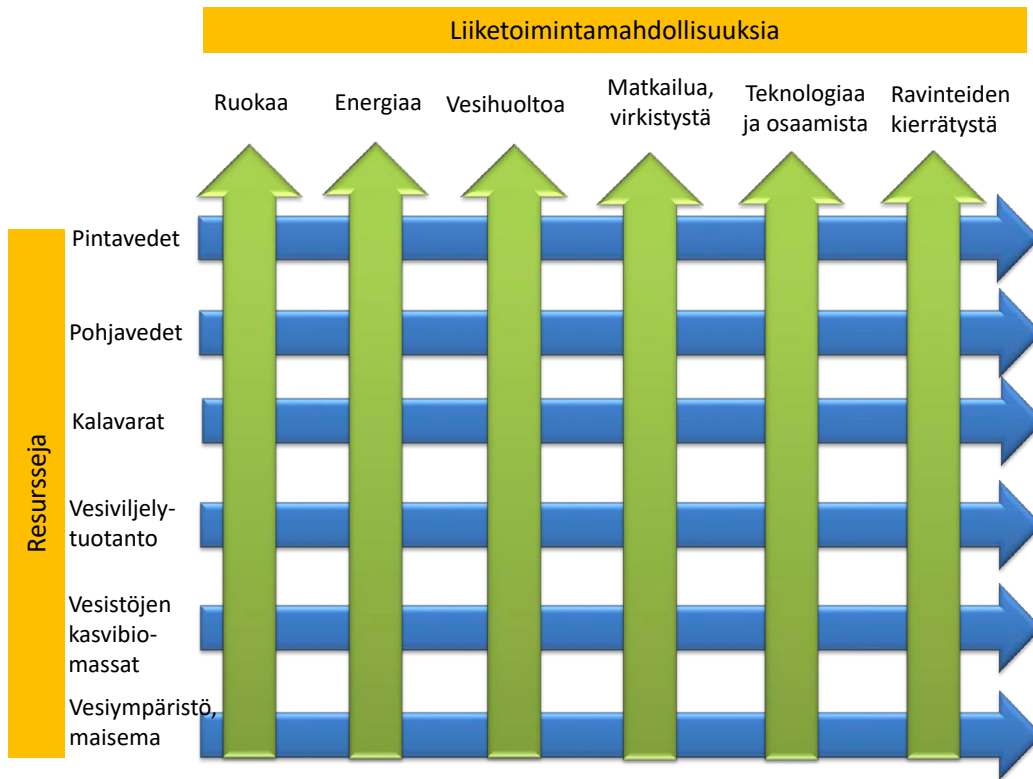 Liiketoimintamahdollisuuksia
Ruokaa
Energiaa
Vesihuoltoa
Matkailua,
virkistystä
Teknologiaa
ja osaamista
Ravinteiden
kierrätystä
Resursseja
Pintavedet
Pohjavedet
Kalavarat
Vesiviljely-
tuotanto
Vesistöjen
kasvibio-
massat
Vesiympäristö,
maisema